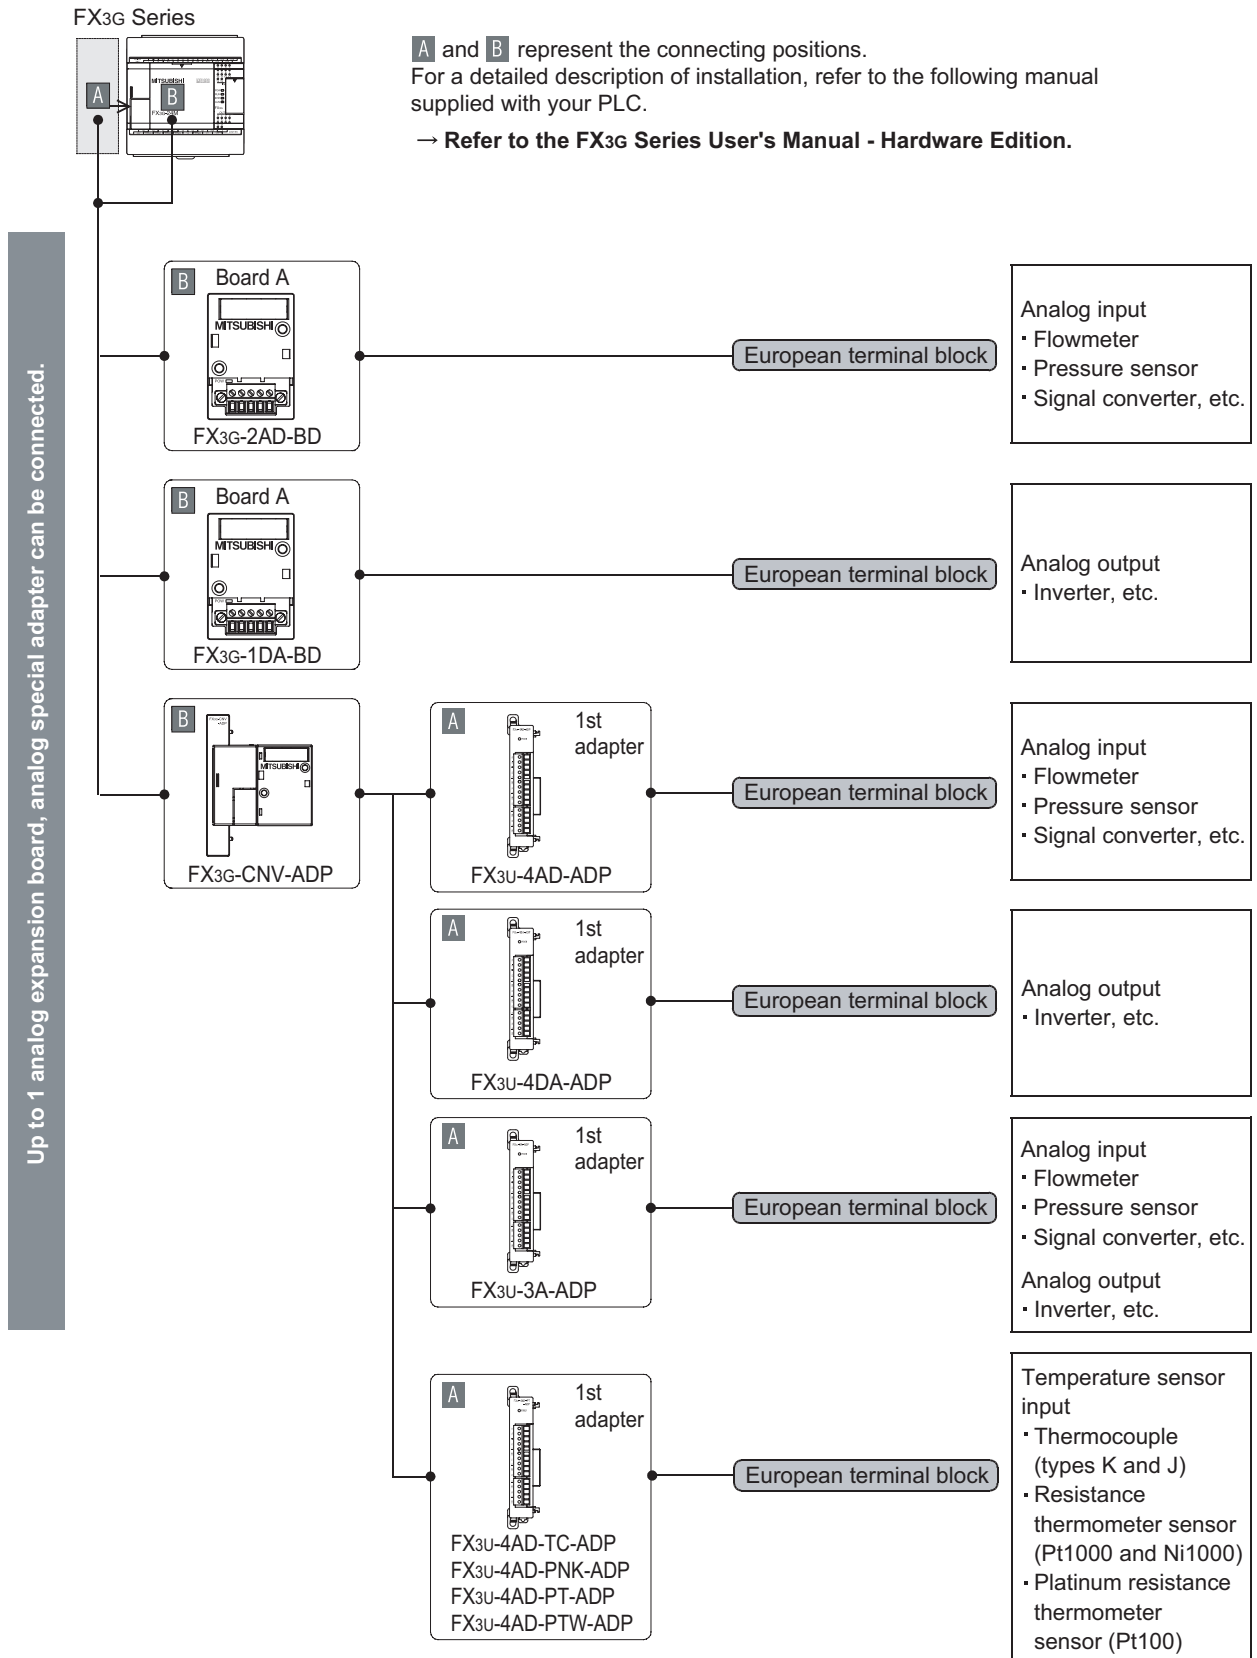 FX3G Series
A and B represent the connecting positions.
For a detailed description of installation, refer to the following manual
supplied with your PLC.
→ Refer to the FX3G Series User's Manual - Hardware Edition.
A
B
MITSUBISHI
Up to 1 analog expansion board, analog special adapter can be connected.
B
Board A
MITSUBISHI
FX3G-2AD-BD
European terminal block
Analog input
· Flowmeter
· Pressure sensor
· Signal converter, etc.
B
Board A
MITSUBISHI
FX3G-1DA-BD
European terminal block
Analog output
· Inverter, etc.
B
MITSUBISHI
FX3G-CNV-ADP
A
1st
adapter
FX3U-4AD-ADP
European terminal block
Analog input
· Flowmeter
· Pressure sensor
· Signal converter, etc.
A
1st
adapter
FX3U-4DA-ADP
European terminal block
Analog output
· Inverter, etc.
A
1st
adapter
FX3U-3A-ADP
European terminal block
Analog input
· Flowmeter
· Pressure sensor
· Signal converter, etc.
Analog output
· Inverter, etc.
A
1st
adapter
FX3U-4AD-TC-ADP
FX3U-4AD-PNK-ADP
FX3U-4AD-PT-ADP
FX3U-4AD-PTW-ADP
European terminal block
Temperature sensor
input
· Thermocouple
(types K and J)
· Resistance
thermometer sensor
(Pt1000 and Ni1000)
· Platinum resistance
thermometer
sensor (Pt100)